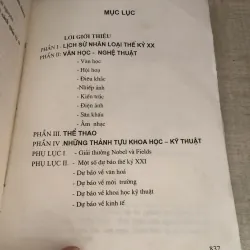 MỤC LỤC
LỜI GIỚI THIỆU
PHẦN I - LỊCH SỬ NHÂN LOẠI THẾ KỶ XX
PHẦN II: VĂN HỌC - NGHỆ THUẬT
- Văn học
- Hội hoạ
- Điêu khắc
-Nhiếp ảnh
- Kiến trúc
- Điện ảnh
- Sân khấu
- Âm nhạc
PHẦN III. THỂ THAO
PHẦN IV. NHỮNG THÀNH TỰU KHOA HỌC - KỸ THUẬT
PHỤ LỤC I - Giải thưởng Nobel và Fields
PHỤ LỤC II. - Một số dự báo thế kỷ XXI
- Dự báo về văn hoá
- Dự báo về môi trường
- Dự báo về khoa học kỹ thuật
- Dự báo về kinh tế
837